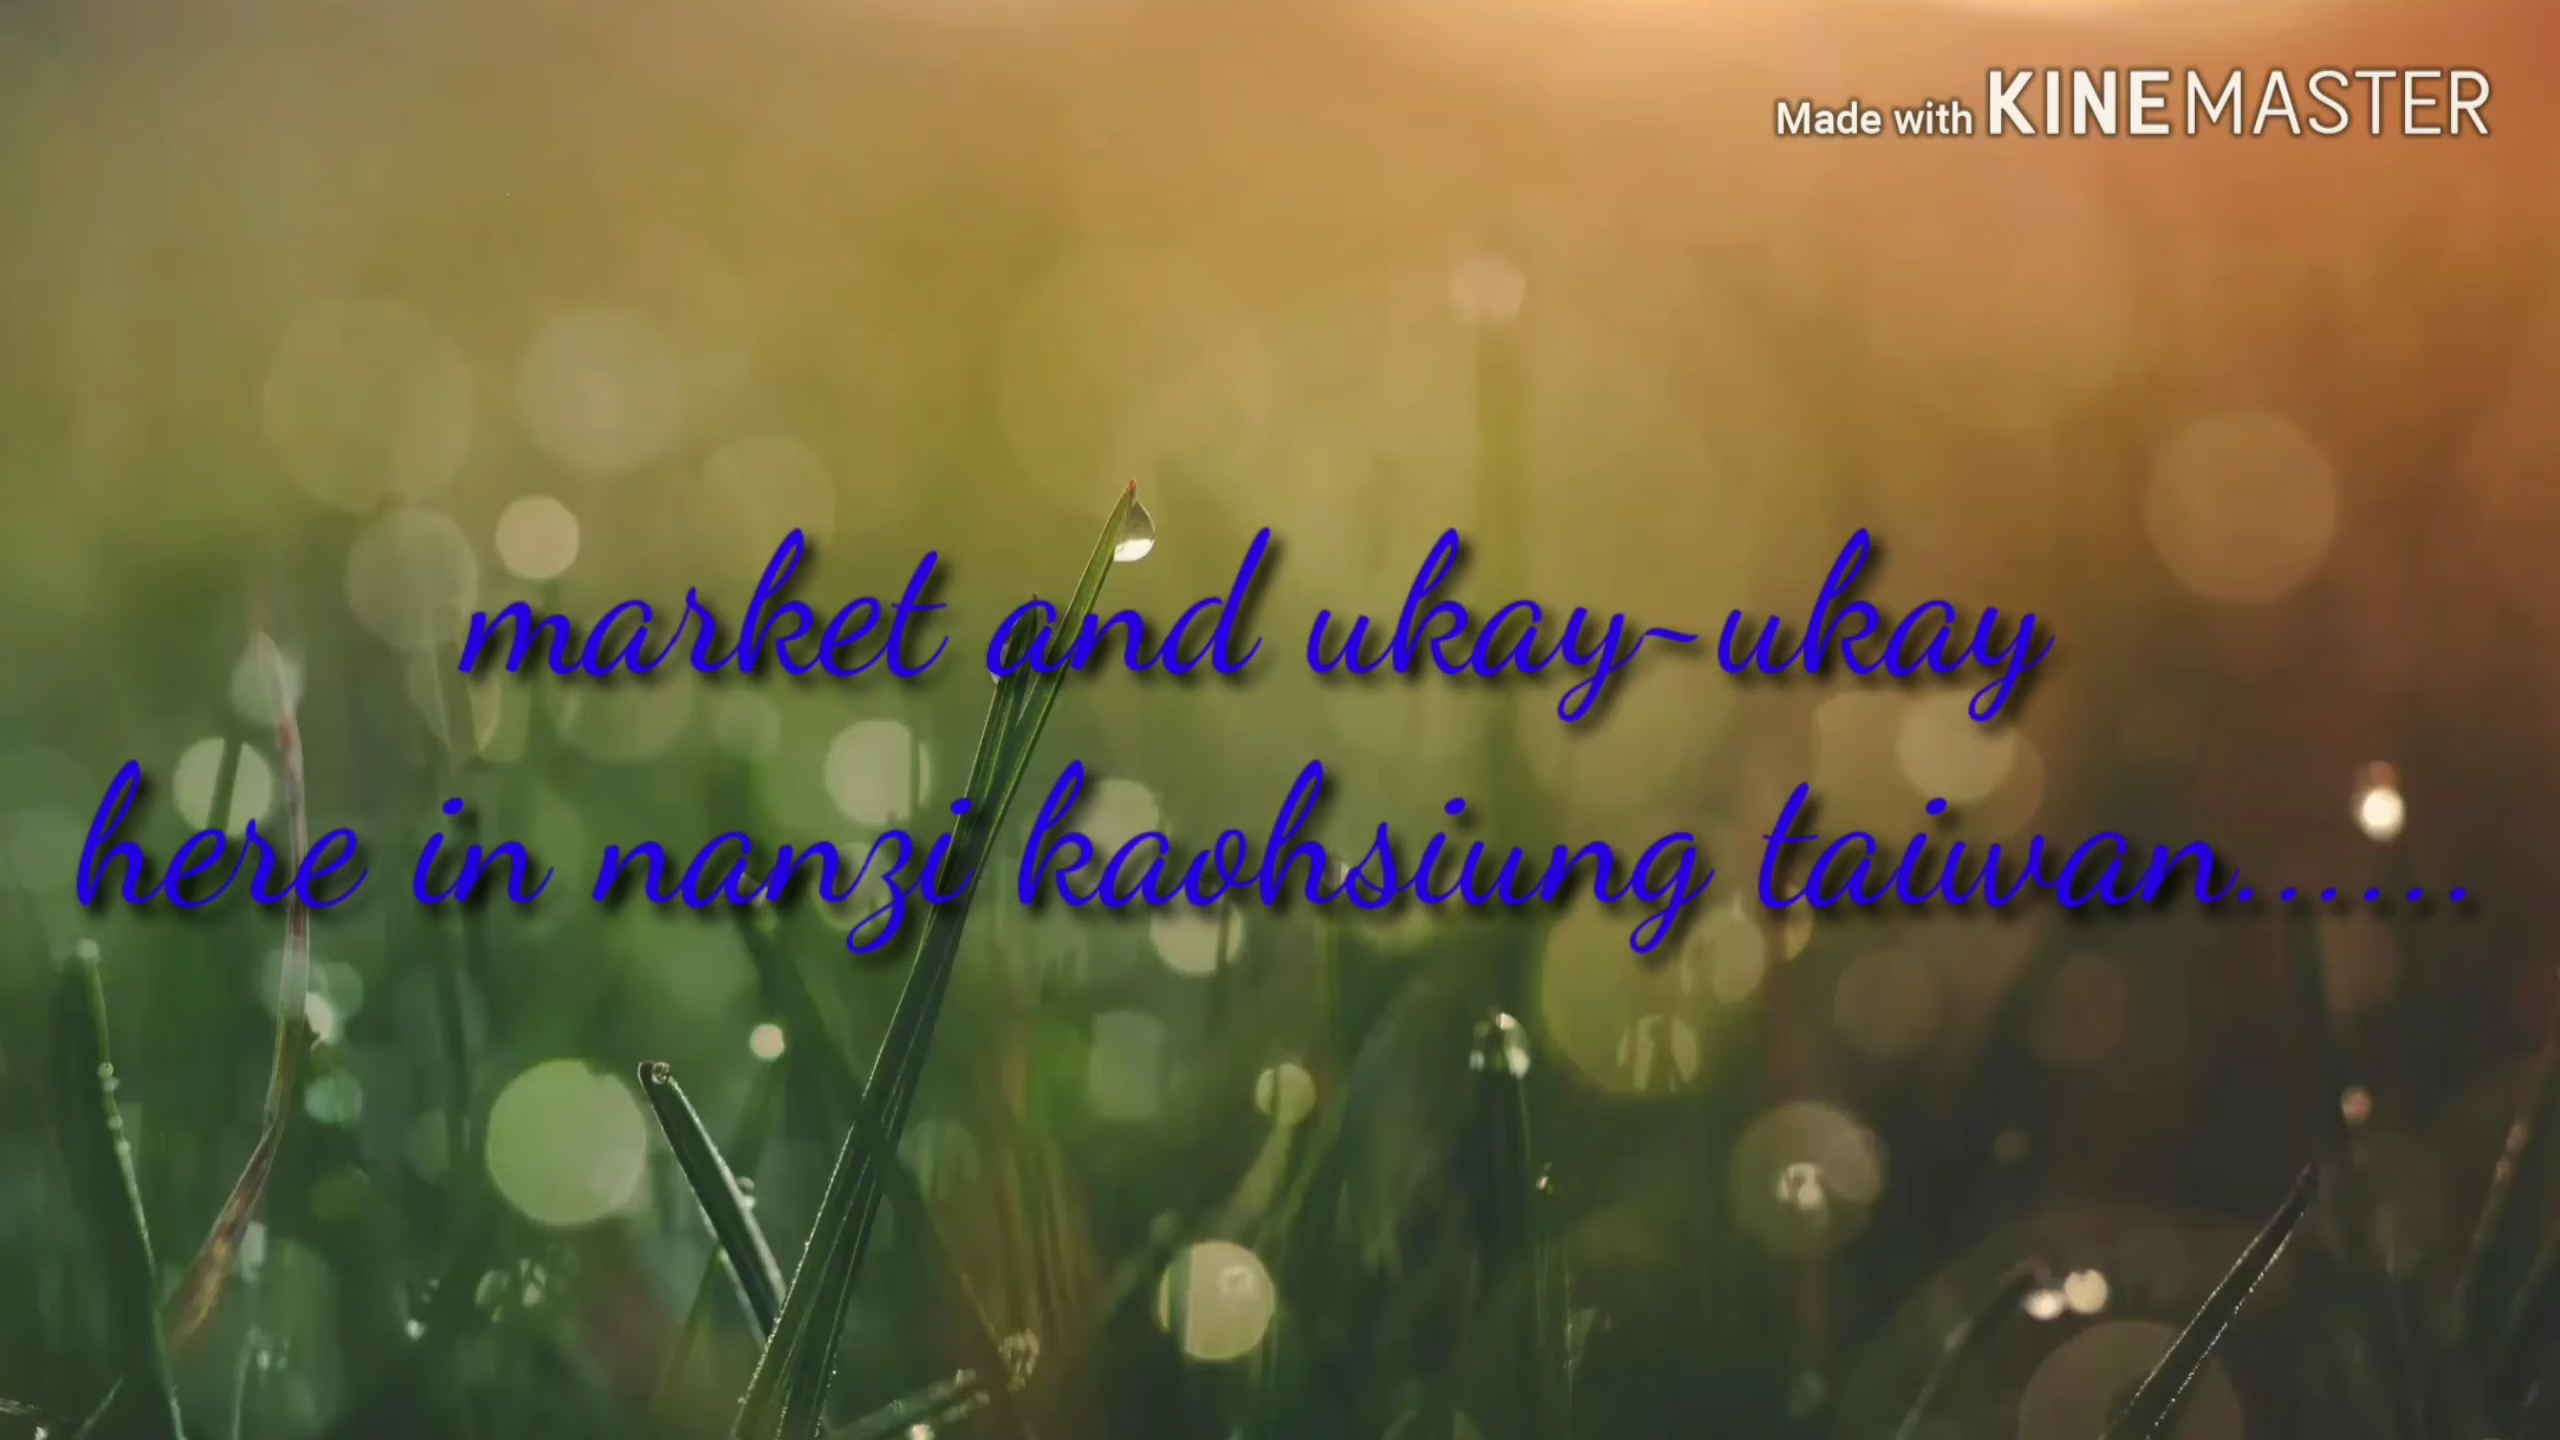 Made with KINEMASTER
market and ukay-ukay
here in nanzi kaohsiung taiwan......